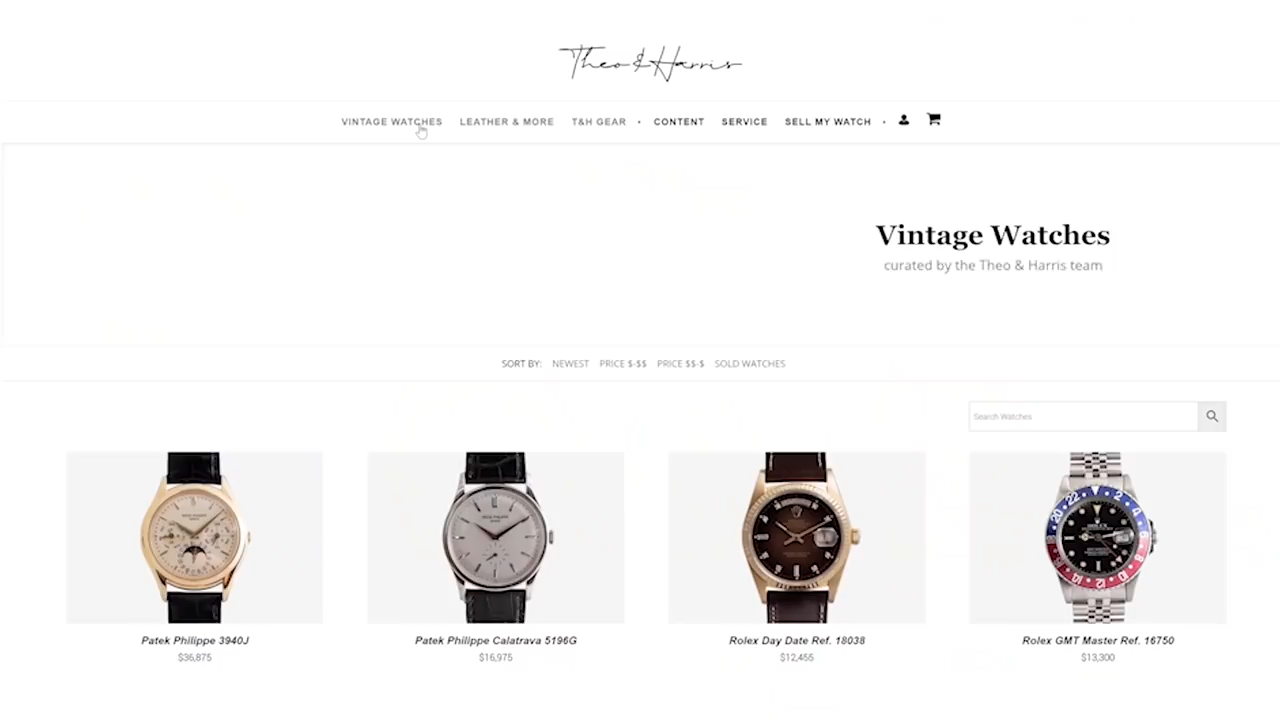 Theo & Harris
VINTAGE WATCHES LEATHER & MORE T&H GEAR • CONTENT SERVICE SELL MY WATCH •
Vintage Watches
curated by the Theo & Harris team
SORT BY: NEWEST PRICE $-$$ PRICE $$-$ SOLD WATCHES
Search Watches
Patek Philippe 3940J
$36,875
Patek Philippe Calatrava 5196G
$16,975
Rolex Day Date Ref. 18038
$12,455
Rolex GMT Master Ref. 16750
$13,300